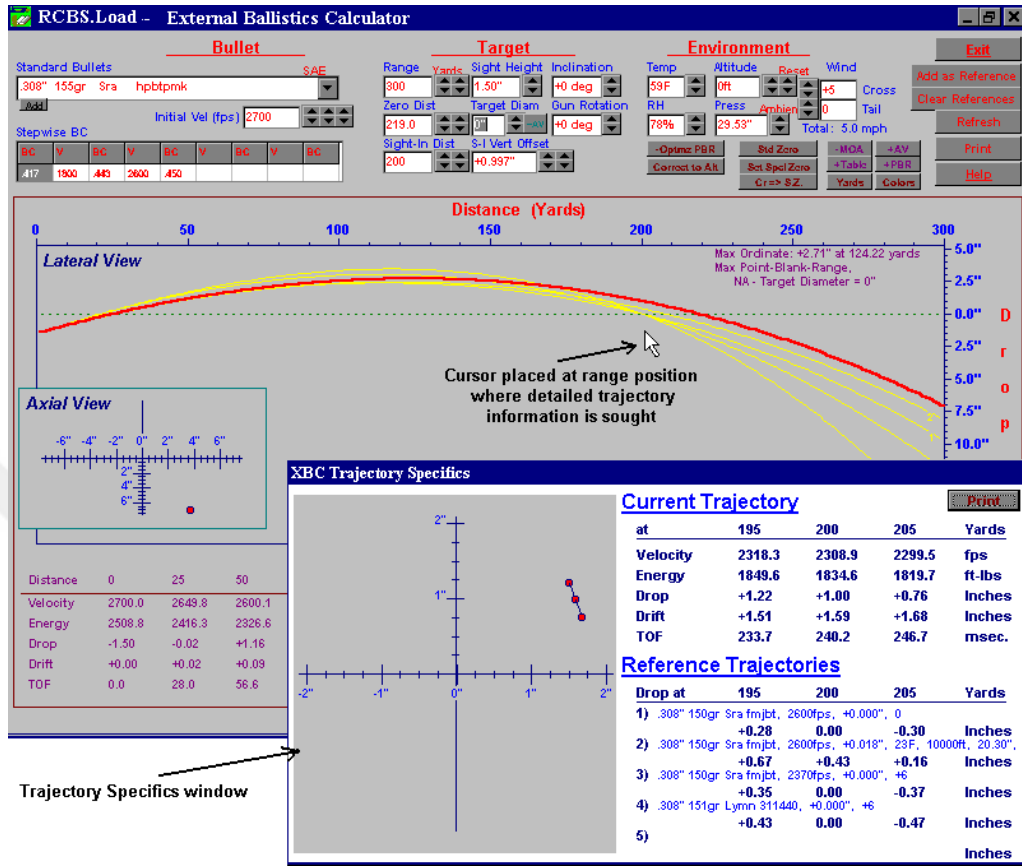 RCBS.Load -- External Ballistics Calculator
Bullet
Standard Bullets
SAE
.308" 155gr Sra hpbtpmk
Add
Initial Vel (fps) 2700
Stepwise BC
BC V BC V BC V BC V BC
.417 1800 .443 2600 .450
Target
Range Yards Sight Height Inclination
300 1.50" +0 deg
Zero Dist Target Diam Gun Rotation
219.0 0" ~AV +0 deg
Sight-In Dist S-I Vert Offset
200 +0.997"
Environment
Temp Altitude Reset Wind
59F 0ft +5 Cross
RH Press Ambien 0 Tail
78% 29.53" Total: 5.0 mph
-Optmz PBR Std Zero -MOA +AV
Correct to Alt Set Spcl Zero +Table +PBR
Cr=> S.Z. Yards Colors
Exit
Add as Reference
Clear References
Refresh
Print
Help
Distance (Yards)
0 50 100 150 200 250 300
Lateral View
Max Ordinate: +2.71" at 124.22 yards
Max Point-Blank-Range,
NA - Target Diameter = 0"
5.0"
2.5"
0.0"
2.5"
5.0"
7.5"
10.0"
Drop
2"
1"
Cursor placed at range position
where detailed trajectory
information is sought
Axial View
-6" -4" -2" 0" 2" 4" 6"
2"
4"
6"
Distance 0 25 50
Velocity 2700.0 2649.8 2600.1
Energy 2508.8 2416.3 2326.6
Drop -1.50 -0.02 +1.16
Drift +0.00 +0.02 +0.09
TOF 0.0 28.0 56.6
Trajectory Specifics window
XBC Trajectory Specifics
2"
1"
-2" -1" 0" 1" 2"
Current Trajectory
Print
at 195 200 205 Yards
Velocity 2318.3 2308.9 2299.5 fps
Energy 1849.6 1834.6 1819.7 ft-lbs
Drop +1.22 +1.00 +0.76 Inches
Drift +1.51 +1.59 +1.68 Inches
TOF 233.7 240.2 246.7 msec.
Reference Trajectories
Drop at 195 200 205 Yards
1) .308" 150gr Sra fmjbt, 2600fps, +0.000", 0
+0.28 0.00 -0.30 Inches
2) .308" 150gr Sra fmjbt, 2600fps, +0.018", 23F, 10000ft, 20.30",
+0.67 +0.43 +0.16 Inches
3) .308" 150gr Sra fmjbt, 2370fps, +0.000", +6
+0.35 0.00 -0.37 Inches
4) .308" 151gr Lymn 311440, +0.000", +6
+0.43 0.00 -0.47 Inches
5)
Inches